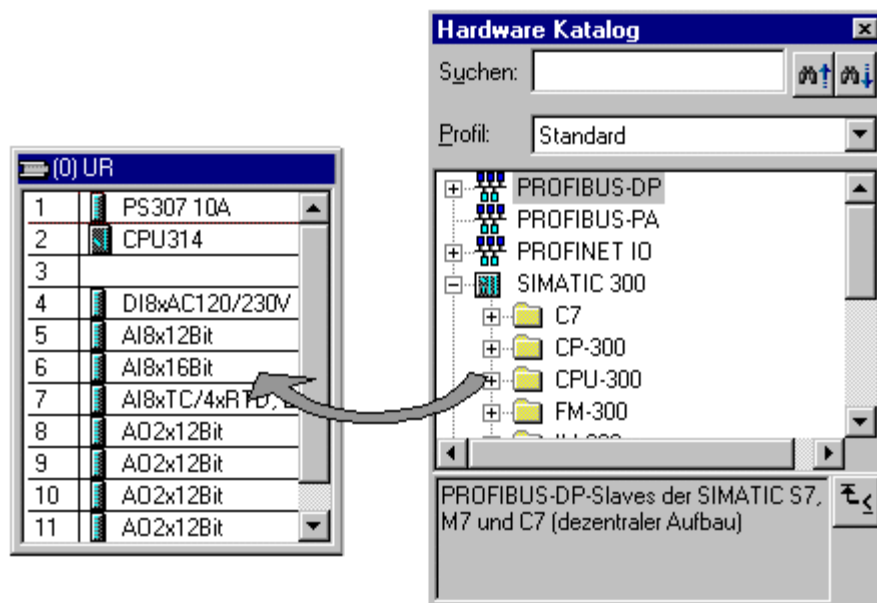 (0) UR
1 PS307 10A
2 CPU314
3
4 DI8xAC120/230V
5 AI8x12Bit
6 AI8x16Bit
7 AI8xTC/4xRTD,
8 AO2x12Bit
9 AO2x12Bit
10 AO2x12Bit
11 AO2x12Bit
Hardware Katalog
Suchen:
Profil: Standard
PROFIBUS-DP
PROFIBUS-PA
PROFINET IO
SIMATIC 300
C7
CP-300
CPU-300
FM-300
PROFIBUS-DP-Slaves der SIMATIC S7,
M7 und C7 (dezentraler Aufbau)